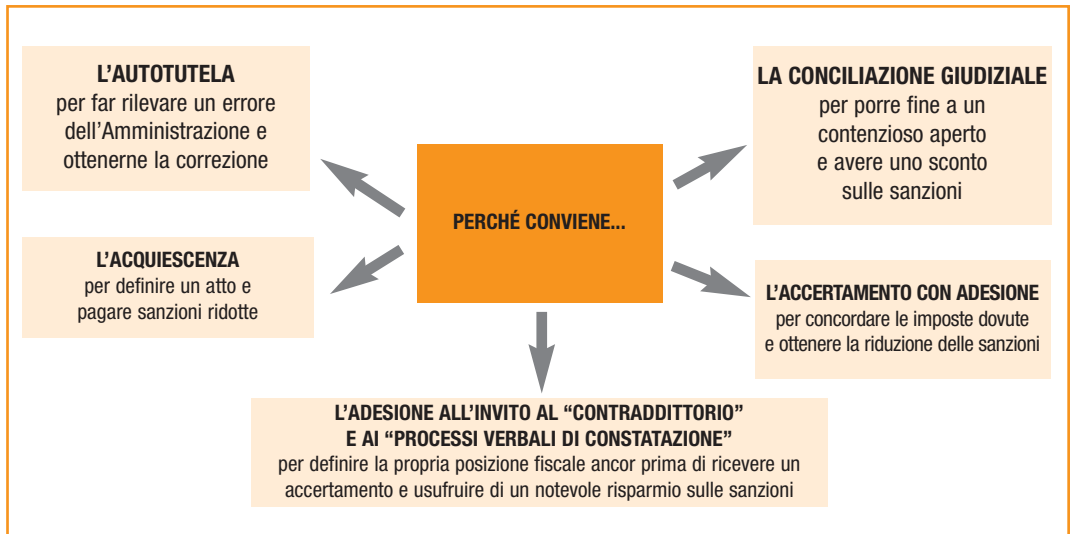 L'AUTOTUTELA
per far rilevare un errore
dell'Amministrazione e
ottenerne la correzione
LA CONCILIAZIONE GIUDIZIALE
per porre fine a un
contenzioso aperto
e avere uno sconto
sulle sanzioni
PERCHÉ CONVIENE...
L'ACQUIESCENZA
per definire un atto e
pagare sanzioni ridotte
L'ACCERTAMENTO CON ADESIONE
per concordare le imposte dovute
e ottenere la riduzione delle sanzioni
L'ADESIONE ALL'INVITO AL “CONTRADDITTORIO”
E AI “PROCESSI VERBALI DI CONSTATAZIONE”
per definire la propria posizione fiscale ancor prima di ricevere un
accertamento e usufruire di un notevole risparmio sulle sanzioni